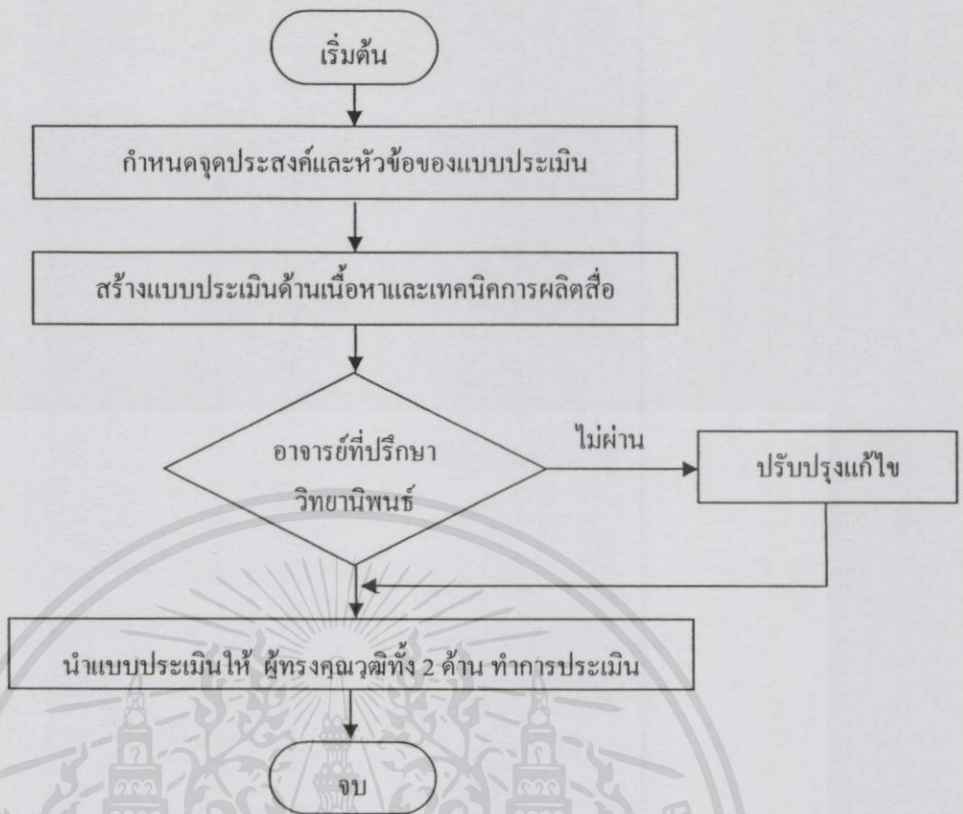 เริ่มต้น
กำหนดจุดประสงค์และหัวข้อของแบบประเมิน
สร้างแบบประเมินด้านเนื้อหาและเทคนิคการผลิตสื่อ
อาจารย์ที่ปรึกษา
วิทยานิพนธ์
ไม่ผ่าน
ปรับปรุงแก้ไข
นำแบบประเมินให้ ผู้ทรงคุณวุฒิทั้ง 2 ด้าน ทำการประเมิน
จบ